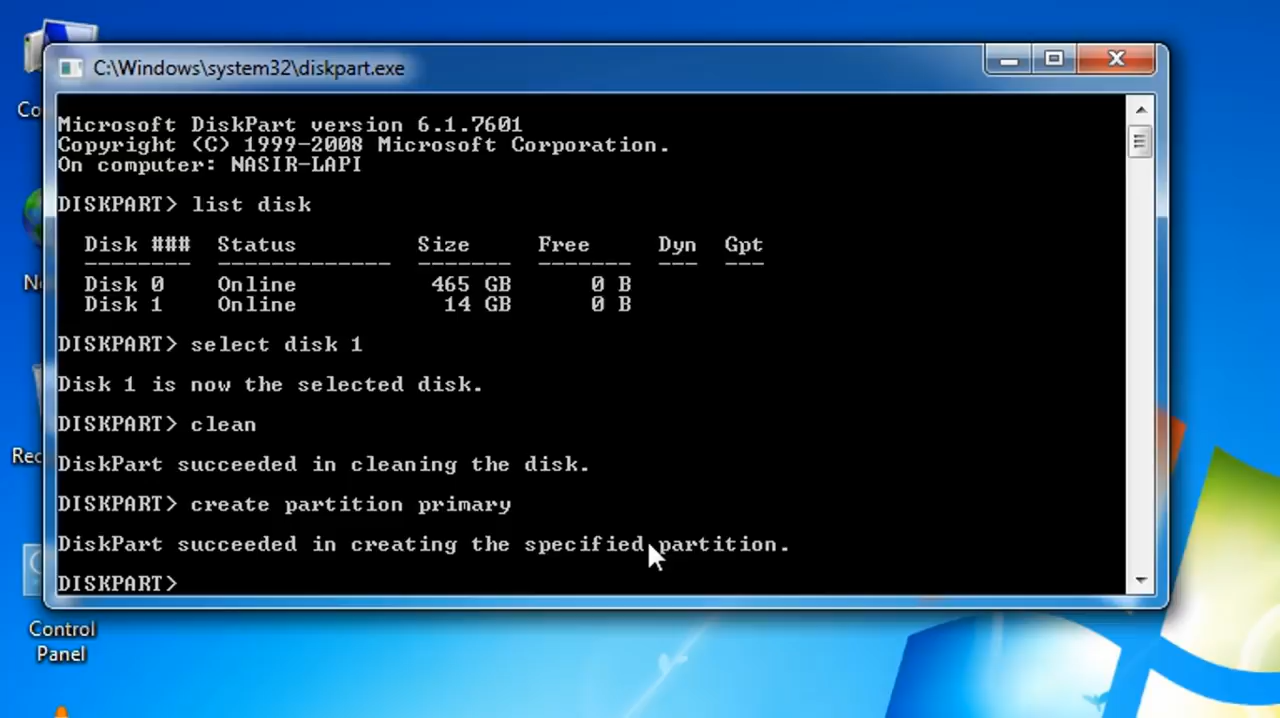 C:\Windows\system32\diskpart.exe
Microsoft DiskPart version 6.1.7601
Copyright (C) 1999-2008 Microsoft Corporation.
On computer: NASIR-LAPI
DISKPART> list disk
Disk ### Status Size Free Dyn Gpt
-------- ------------- ------- ------- --- ---
Disk 0 Online 465 GB 0 B
Disk 1 Online 14 GB 0 B
DISKPART> select disk 1
Disk 1 is now the selected disk.
DISKPART> clean
DiskPart succeeded in cleaning the disk.
DISKPART> create partition primary
DiskPart succeeded in creating the specified partition.
DISKPART>
Control
Panel